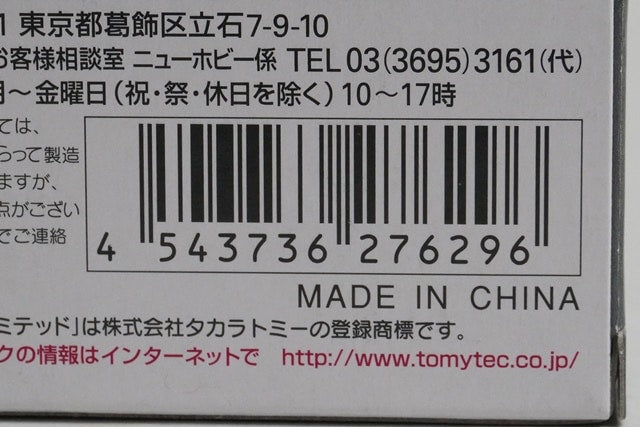 1 東京都葛飾区立石7-9-10
お客様相談室 ニューホビー係 TEL 03(3695)3161(代)
月～金曜日(祝・祭・休日を除く)10～17時
ては、
らって製造
ますが、
点がござい
でご連絡
4 543736 276296
MADE IN CHINA
ミテッド」は株式会社タカラトミーの登録商標です。
クの情報はインターネットで http://www.tomytec.co.jp/